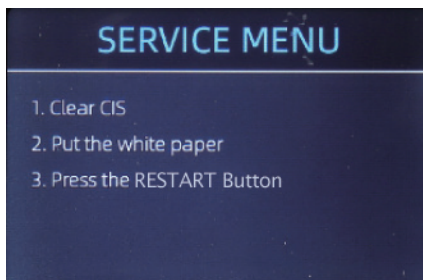 SERVICE MENU
1. Clear CIS
2. Put the white paper
3. Press the RESTART Button